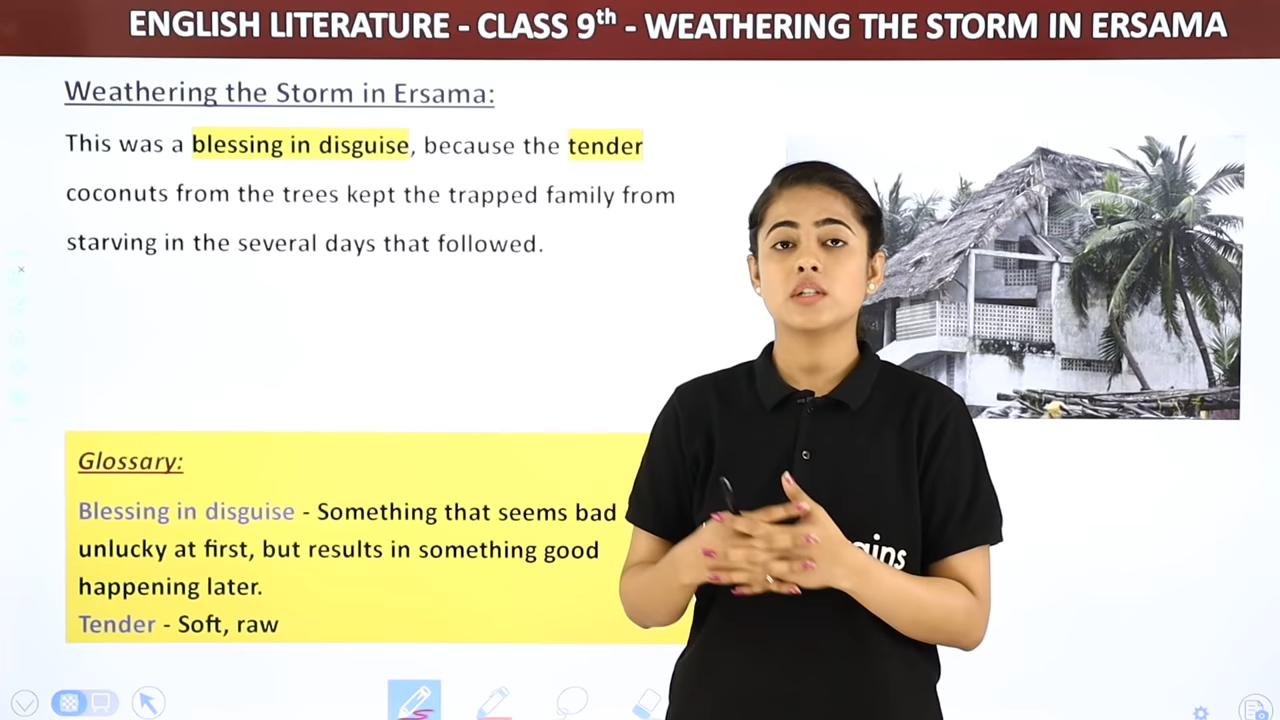 ENGLISH LITERATURE - CLASS 9th - WEATHERING THE STORM IN ERSAMA
Weathering the Storm in Ersama:
This was a blessing in disguise, because the tender
coconuts from the trees kept the trapped family from
starving in the several days that followed.
Glossary:
Blessing in disguise - Something that seems bad
unlucky at first, but results in something good
happening later.
Tender - Soft, raw